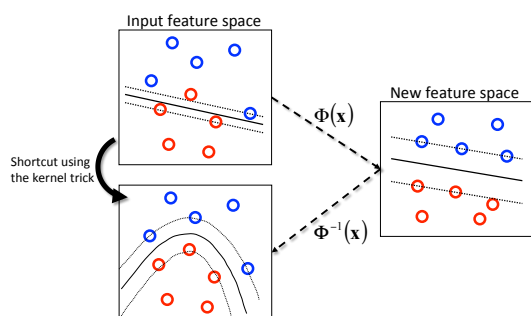 Input feature space
Φ(x)
New feature space
Shortcut using
the kernel trick
Φ⁻¹(x)